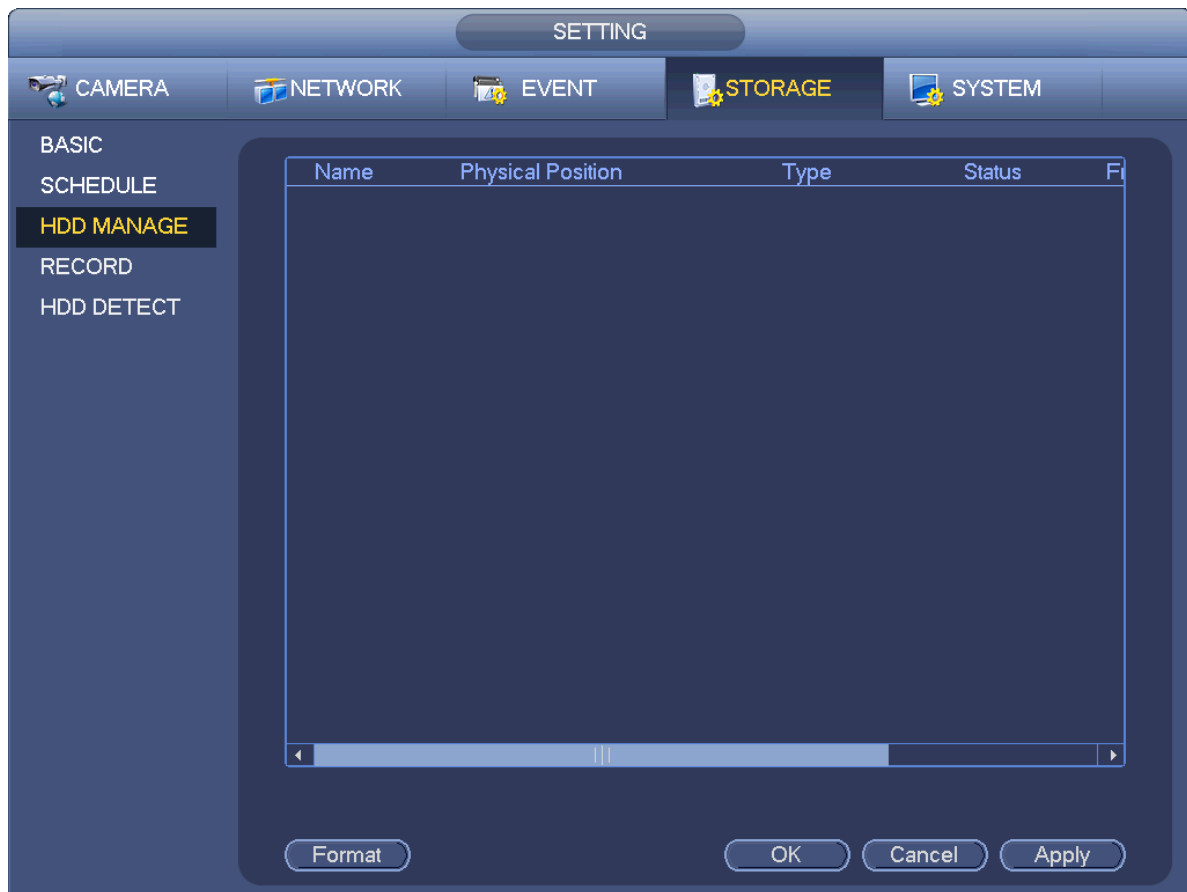 SETTING
CAMERA NETWORK EVENT STORAGE SYSTEM
BASIC
SCHEDULE
HDD MANAGE
RECORD
HDD DETECT
Name Physical Position Type Status
Format OK Cancel Apply